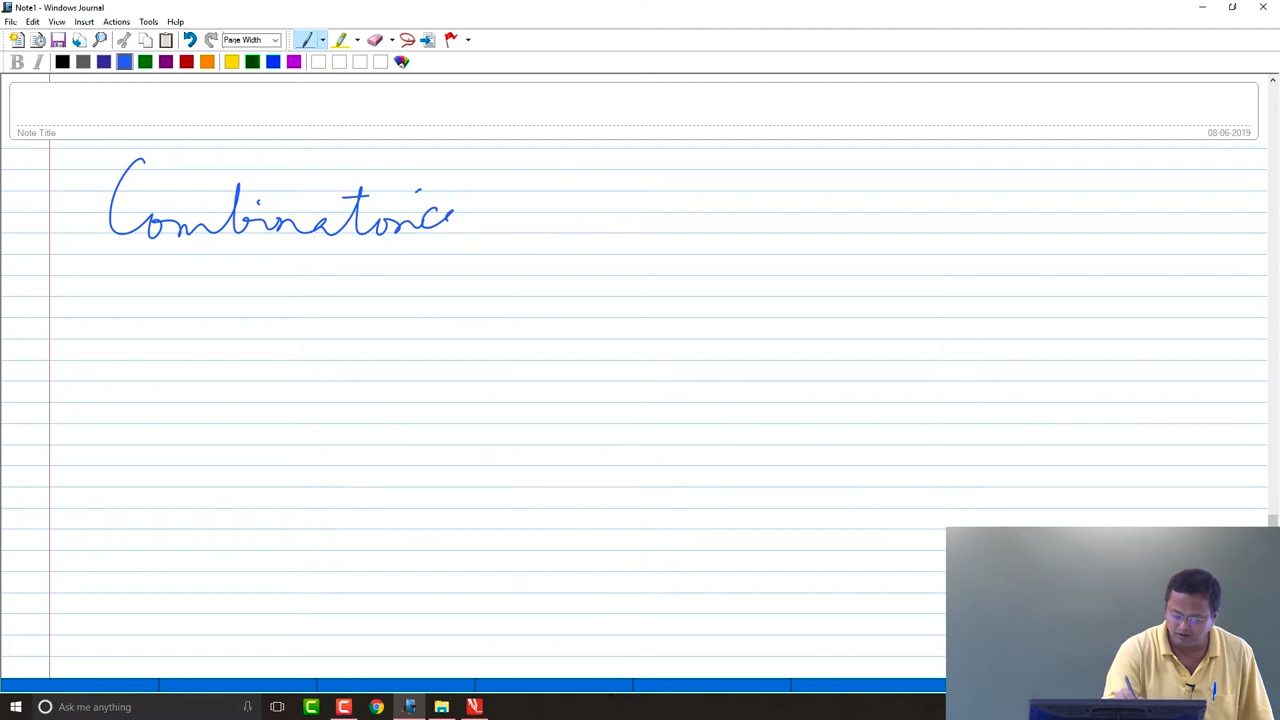 Note1 - Windows Journal
File Edit View Insert Actions Tools Help
Page Width
B I
Note Title
08-06-2019
Combinatorics
Ask me anything